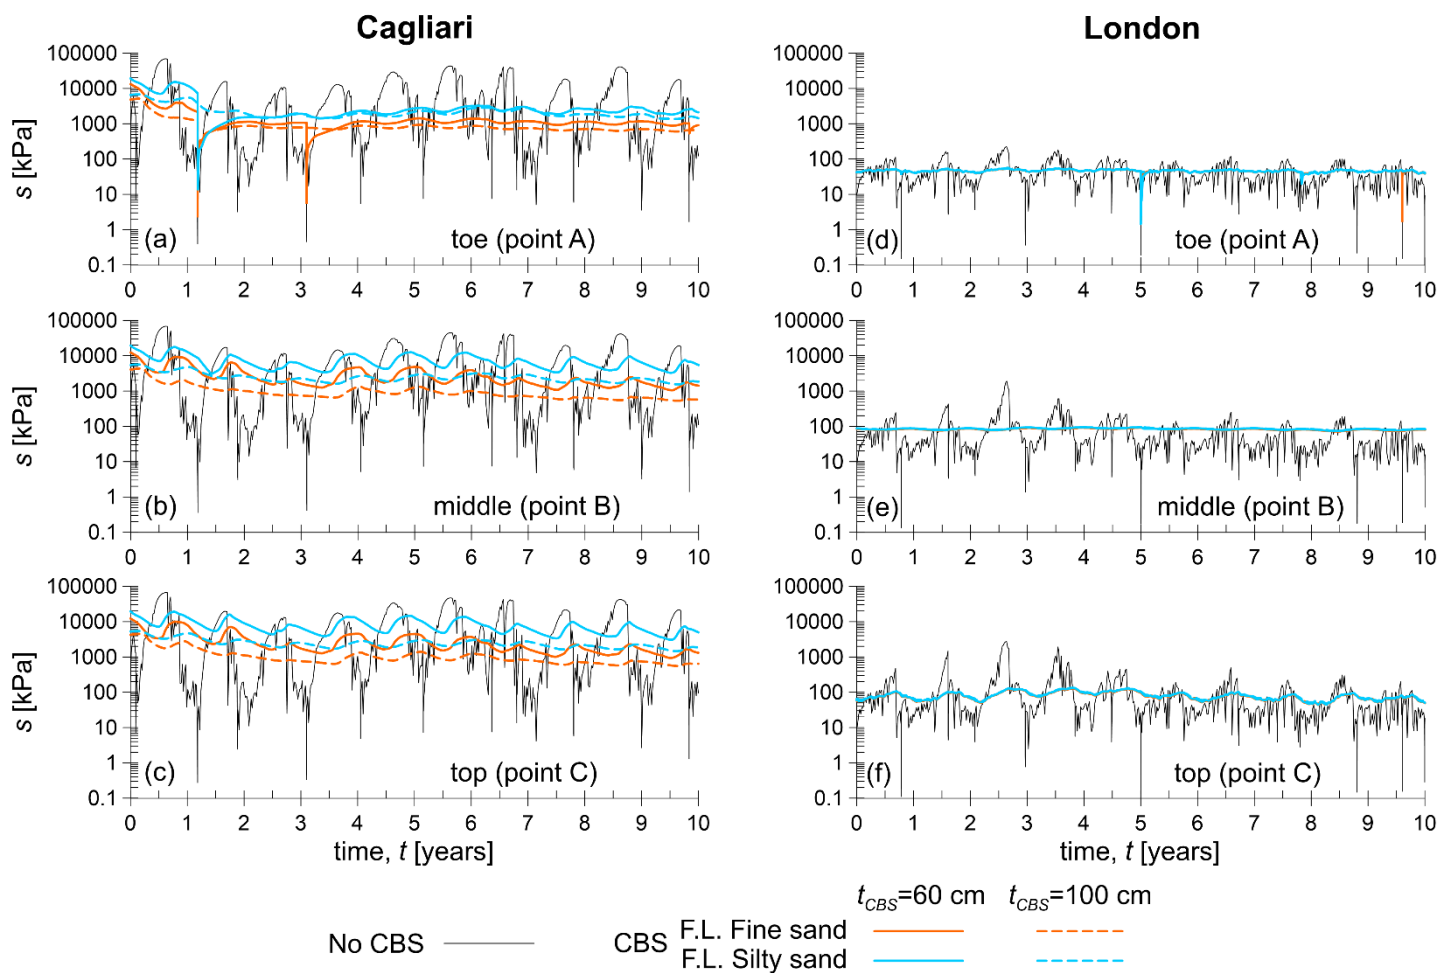 Cagliari
London
100000
10000
1000
100
10
1
0.1
s [kPa]
(a)
toe (point A)
0 1 2 3 4 5 6 7 8 9 10
100000
10000
1000
100
10
1
0.1
(d)
toe (point A)
0 1 2 3 4 5 6 7 8 9 10
100000
10000
1000
100
10
1
0.1
s [kPa]
(b)
middle (point B)
0 1 2 3 4 5 6 7 8 9 10
100000
10000
1000
100
10
1
0.1
(e)
middle (point B)
0 1 2 3 4 5 6 7 8 9 10
100000
10000
1000
100
10
1
0.1
s [kPa]
(c)
top (point C)
0 1 2 3 4 5 6 7 8 9 10
time, t [years]
100000
10000
1000
100
10
1
0.1
(f)
top (point C)
0 1 2 3 4 5 6 7 8 9 10
time, t [years]
tCBS=60 cm tCBS=100 cm
No CBS
CBS
F.L. Fine sand
F.L. Silty sand